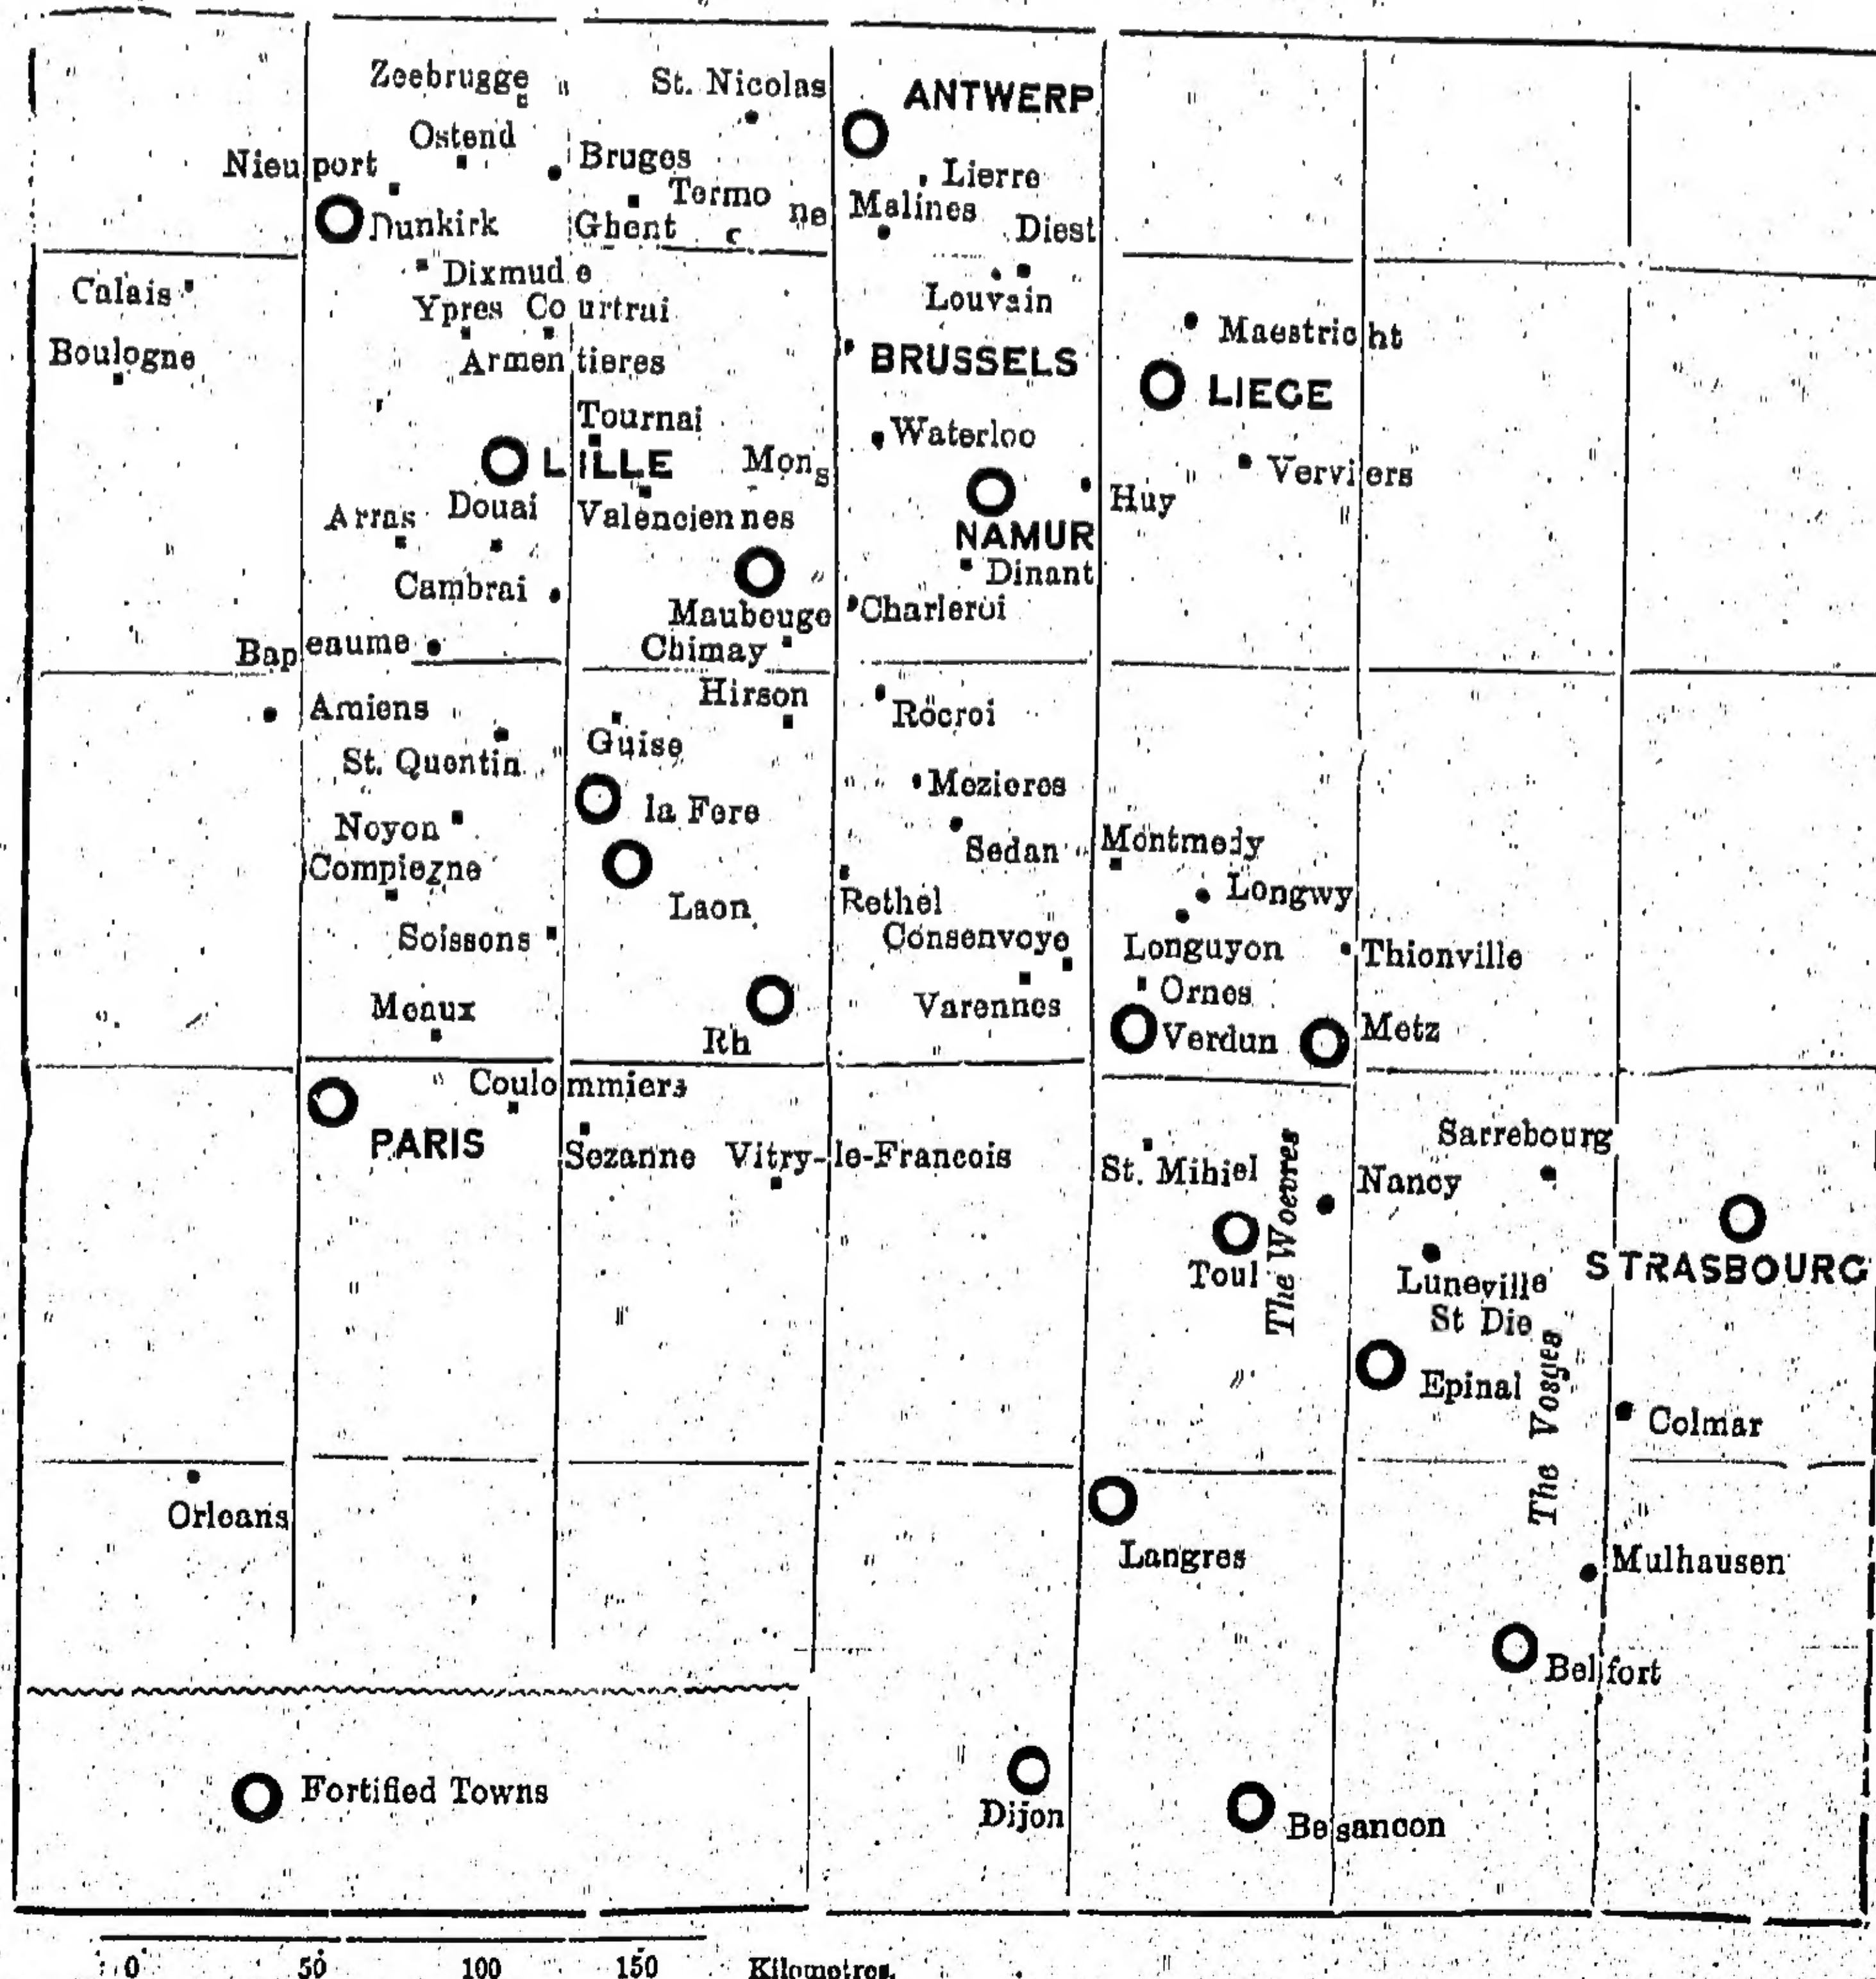 Zeebrugge
St. Nicolas
ANTWERP
Ostend
Nieuport
Bruges
Lierre
Termo ne
Malines
Dunkirk
Ghent
Diest
Dixmude
Calais
Louvain
Ypres Courtrai
Maestricht
Boulogne
Armentieres
BRUSSELS
LIEGE
Tournai
Waterloo
LILLE
Mons
Verviers
Huy
Arras
Douai
Valenciennes
NAMUR
Dinant
Cambrai
Maubeuge
Charleroi
Bapeaume
Chimay
Hirson
Amiens
Rocroi
Guise
St. Quentin
Mezieres
la Fere
Noyon
Montmedy
Sedan
Compiegne
Longwy
Rethel
Laon
Soissons
Consenvoye
Longuyon
Thionville
Ornes
Meaux
Varennes
Rh
Verdun
Metz
Coulommiers
PARIS
Sarrebourg
Sezanne
Vitry-le-Francois
St. Mihiel
The Woevres
Nancy
Toul
STRASBOURG
Luneville
St Die
Epinal
The Vosges
Colmar
Orleans
Langres
Mulhausen
Belfort
Fortified Towns
Dijon
Besancon
0 50 100 150 Kilometres.